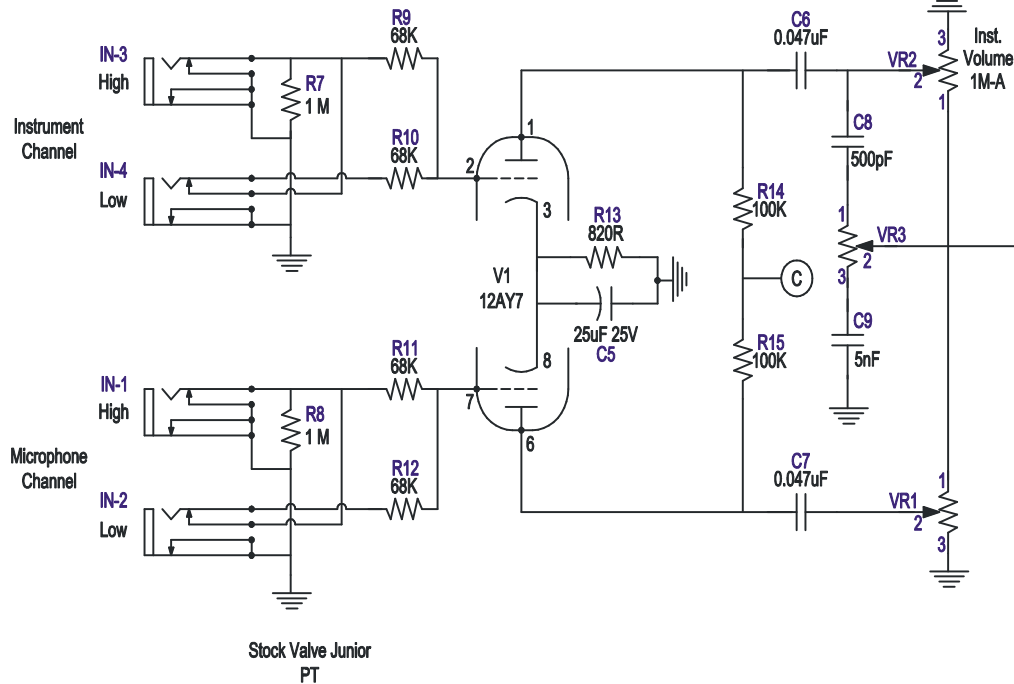 IN-3
High
R7
1 M
R9
68K
Instrument
Channel
IN-4
Low
R10
68K
2
1
3
R13
820R
V1
12AY7
25uF 25V
C5
8
7
6
IN-1
High
R8
1 M
R11
68K
Microphone
Channel
IN-2
Low
R12
68K
C6
0.047uF
VR2
2
3
1
Inst.
Volume
1M-A
C8
500pF
R14
100K
1
VR3
2
3
C
C9
5nF
R15
100K
C7
0.047uF
VR1
2
1
3
Stock Valve Junior
PT